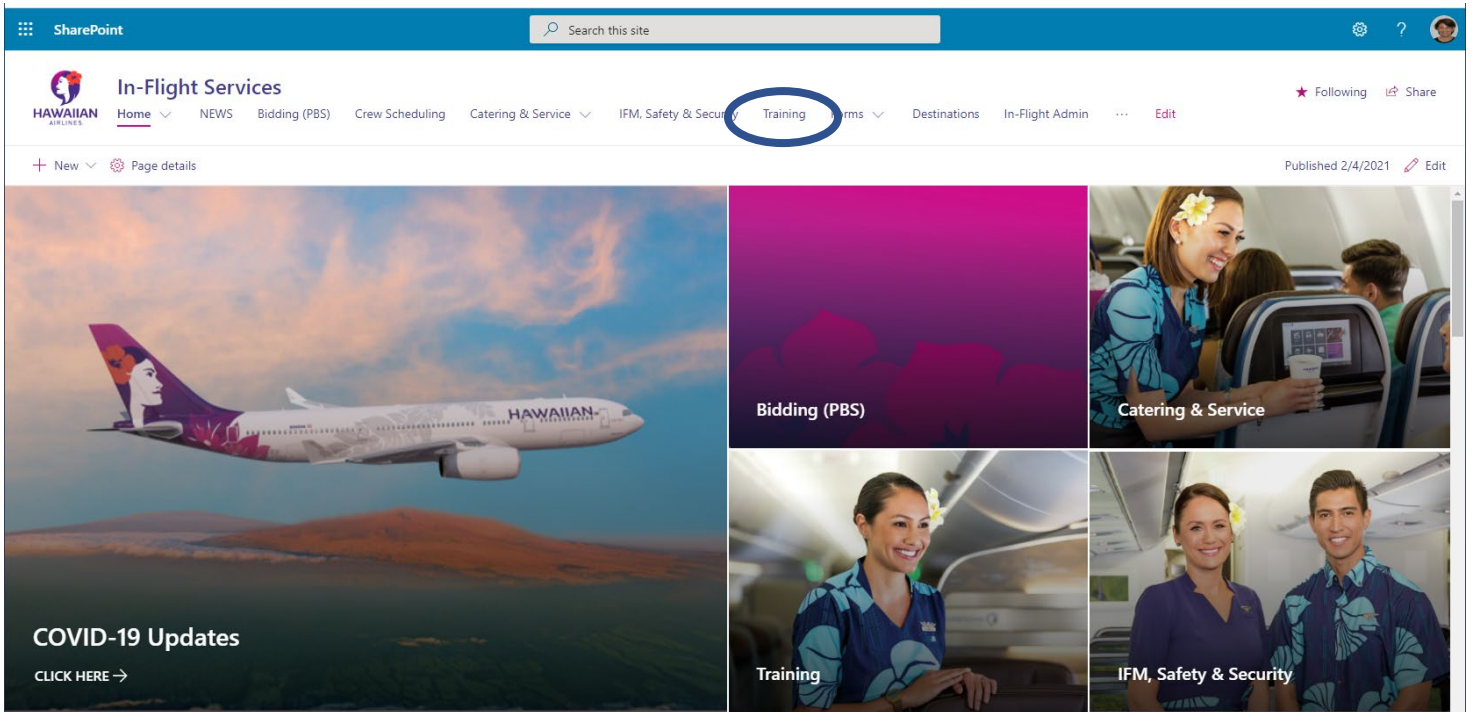 SharePoint
Search this site
?
HAWAIIAN
AIRLINES
In-Flight Services
Following
Share
Home
NEWS
Bidding (PBS)
Crew Scheduling
Catering & Service
IFM, Safety & Security
Training
Forms
Destinations
In-Flight Admin
...
Edit
+ New
Page details
Published 2/4/2021
Edit
HAWAIIAN
Bidding (PBS)
Catering & Service
COVID-19 Updates
CLICK HERE →
Training
IFM, Safety & Security